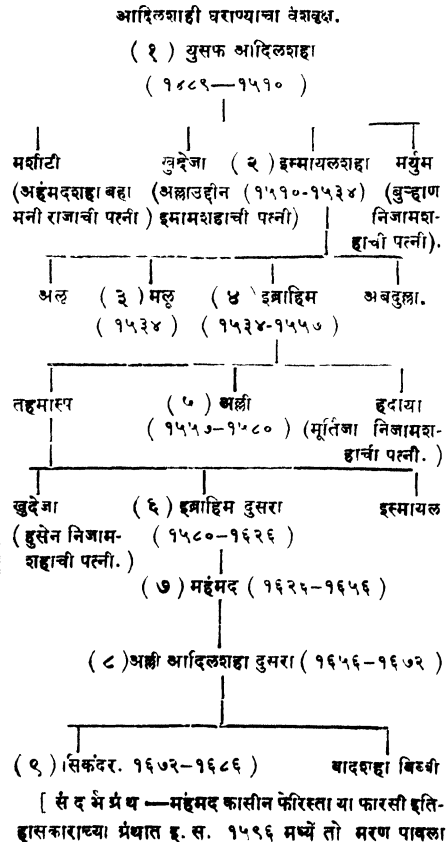 आदिलशाही घराण्याचा वंशवृक्ष.
( १ ) युसफ आदिलशहा
( १४८९—१५१० )
मशीटी खुदेजा ( २ ) इस्मायलशहा मर्युम
(अहंमदशहा बहा (अल्लाउद्दीन (१५१०-१५३४) (बुऱ्हाण
मनी राजाची पत्नी ) इमामशहाची पत्नी) निजामश-
हाची पत्नी).
अलू ( ३ ) मलू ( ४ ) इब्राहिम अबदुल्ला.
( १५३४ ) ( १५३४-१५५७ )
तहमास्प ( ५ ) अल्ली हदाया
( १५५७-१५८० ) (मूर्तिजा निजामश-
हाची पत्नी. )
खुदेजा ( ६ ) इब्राहिम दुसरा इस्मायल
( हुसेन निजाम- ( १५८०-१६२६ )
शहाची पत्नी. )
( ७ ) महंमद ( १६२६-१६५६ )
( ८ ) अल्ली आदिलशहा दुमरा ( १६५६-१६७२ )
( ९ ) सिकंदर. १६७२-१६८६ ) बादशहा बिब्बी
[ सं द र्भ ग्रं थ —महंमद कासीन फेरिस्ता या फारसी इति-
हासकाराच्या ग्रंथात इ. स. १५९६ मध्यें तो मरण पावला